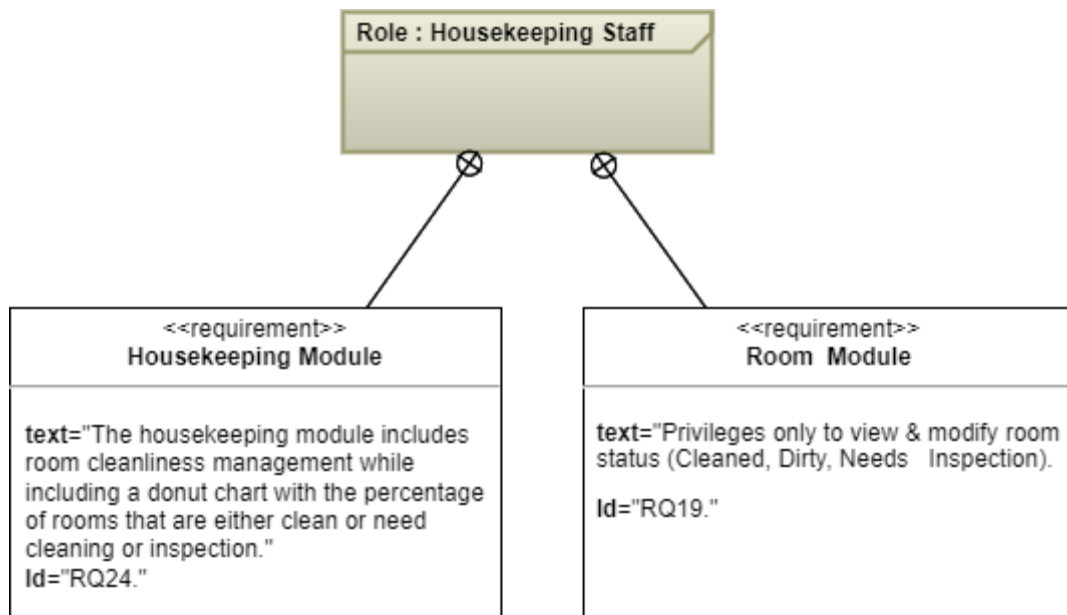 Role : Housekeeping Staff
<<requirement>>
Housekeeping Module
text="The housekeeping module includes
room cleanliness management while
including a donut chart with the percentage
of rooms that are either clean or need
cleaning or inspection."
Id="RQ24."
<<requirement>>
Room Module
text="Privileges only to view & modify room
status (Cleaned, Dirty, Needs Inspection).
Id="RQ19."